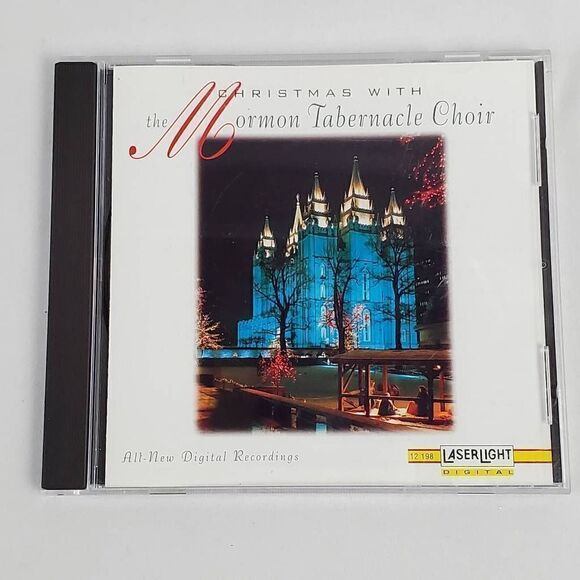 CHRISTMAS WITH
the Mormon Tabernacle Choir
All-New Digital Recordings
12 198 LASERLIGHT
DIGITAL